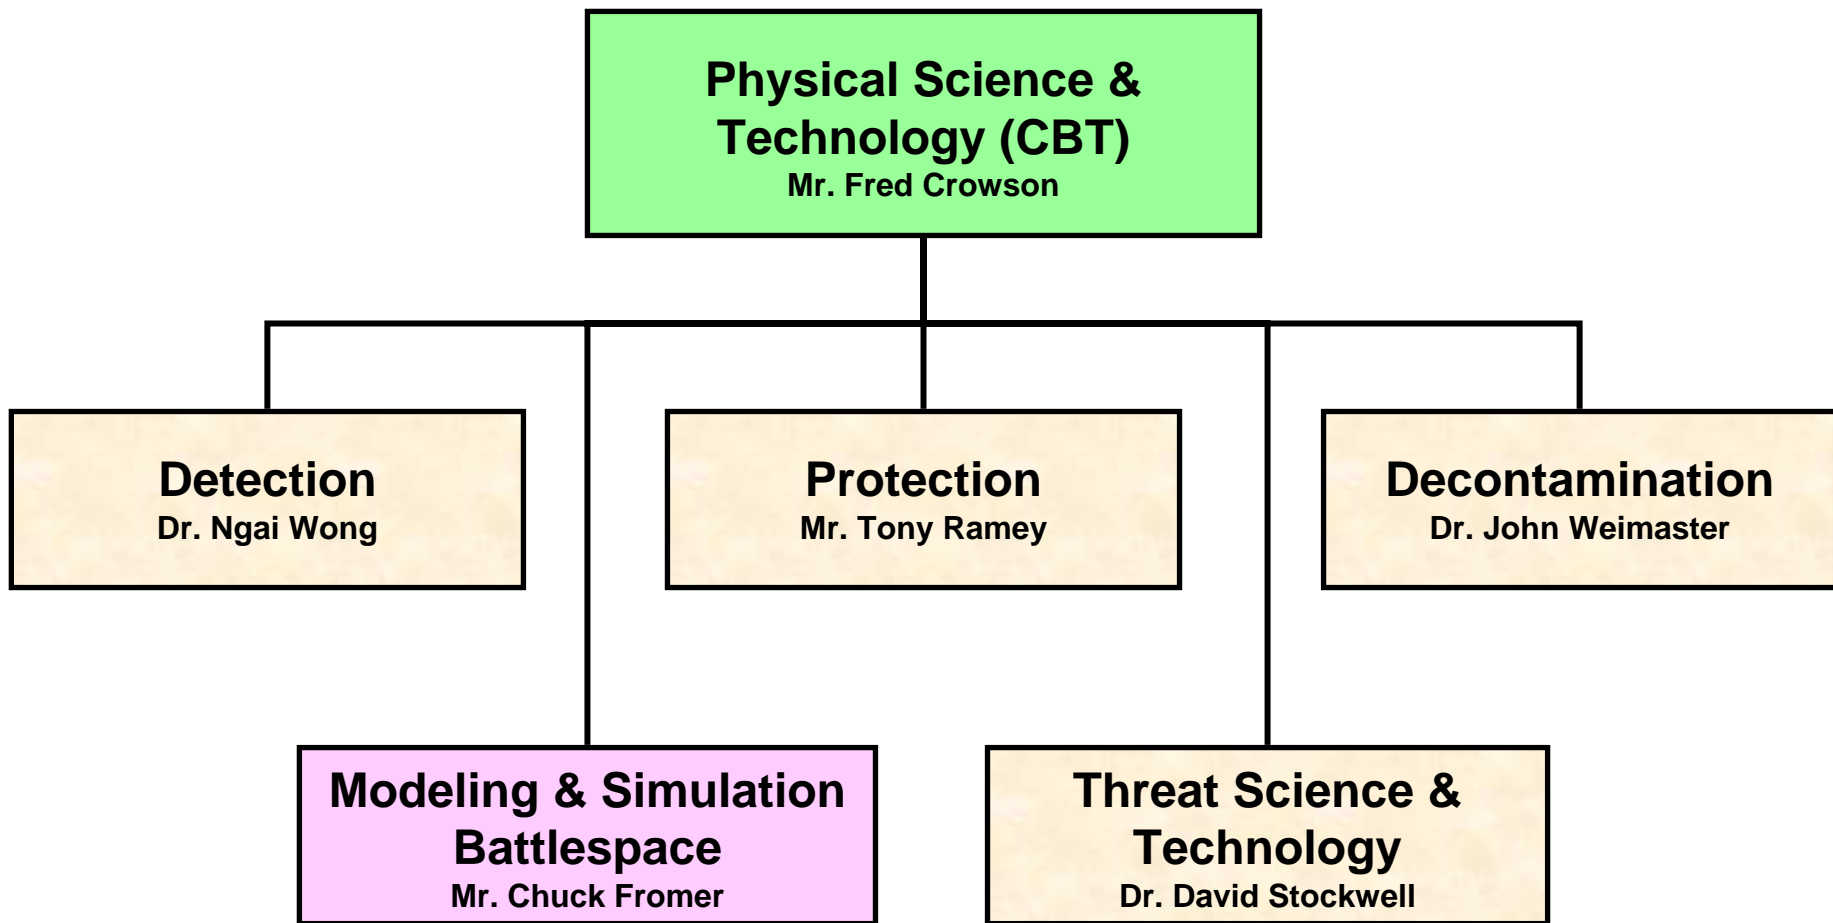 Physical Science &
Technology (CBT)
Mr. Fred Crowson
Detection
Dr. Ngai Wong
Protection
Mr. Tony Ramey
Decontamination
Dr. John Weimaster
Modeling & Simulation
Battlespace
Mr. Chuck Fromer
Threat Science &
Technology
Dr. David Stockwell